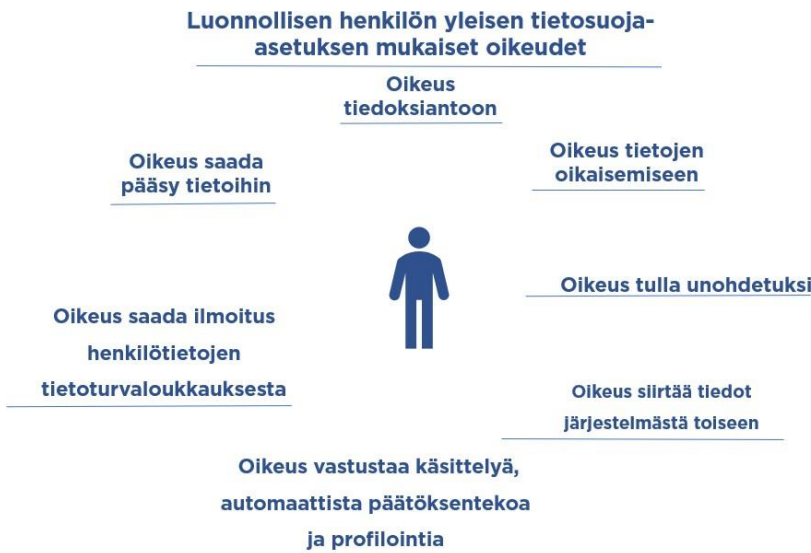 Luonnollisen henkilön yleisen tietosuoja-
asetuksen mukaiset oikeudet
Oikeus
tiedoksiantoon
Oikeus saada
pääsy tietoihin
Oikeus tietojen
oikaisemiseen
Oikeus tulla unohdetuksi
Oikeus saada ilmoitus
henkilötietojen
tietoturvaloukkauksesta
Oikeus siirtää tiedot
järjestelmästä toiseen
Oikeus vastustaa käsittelyä,
automaattista päätöksentekoa
ja profilointia